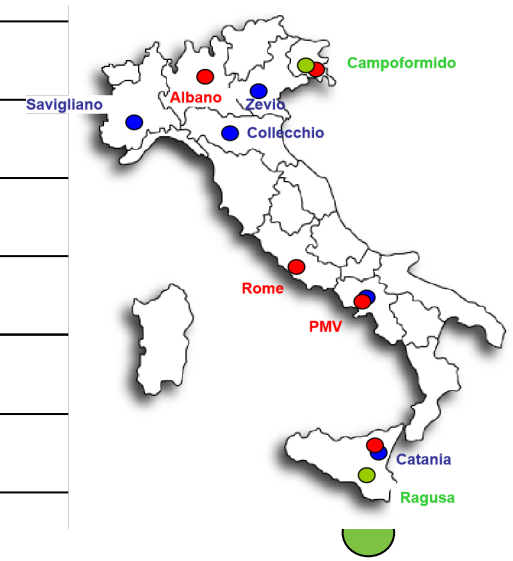 Campoformido
Albano
Savigliano
Zevio
Collecchio
Rome
PMV
Catania
Ragusa